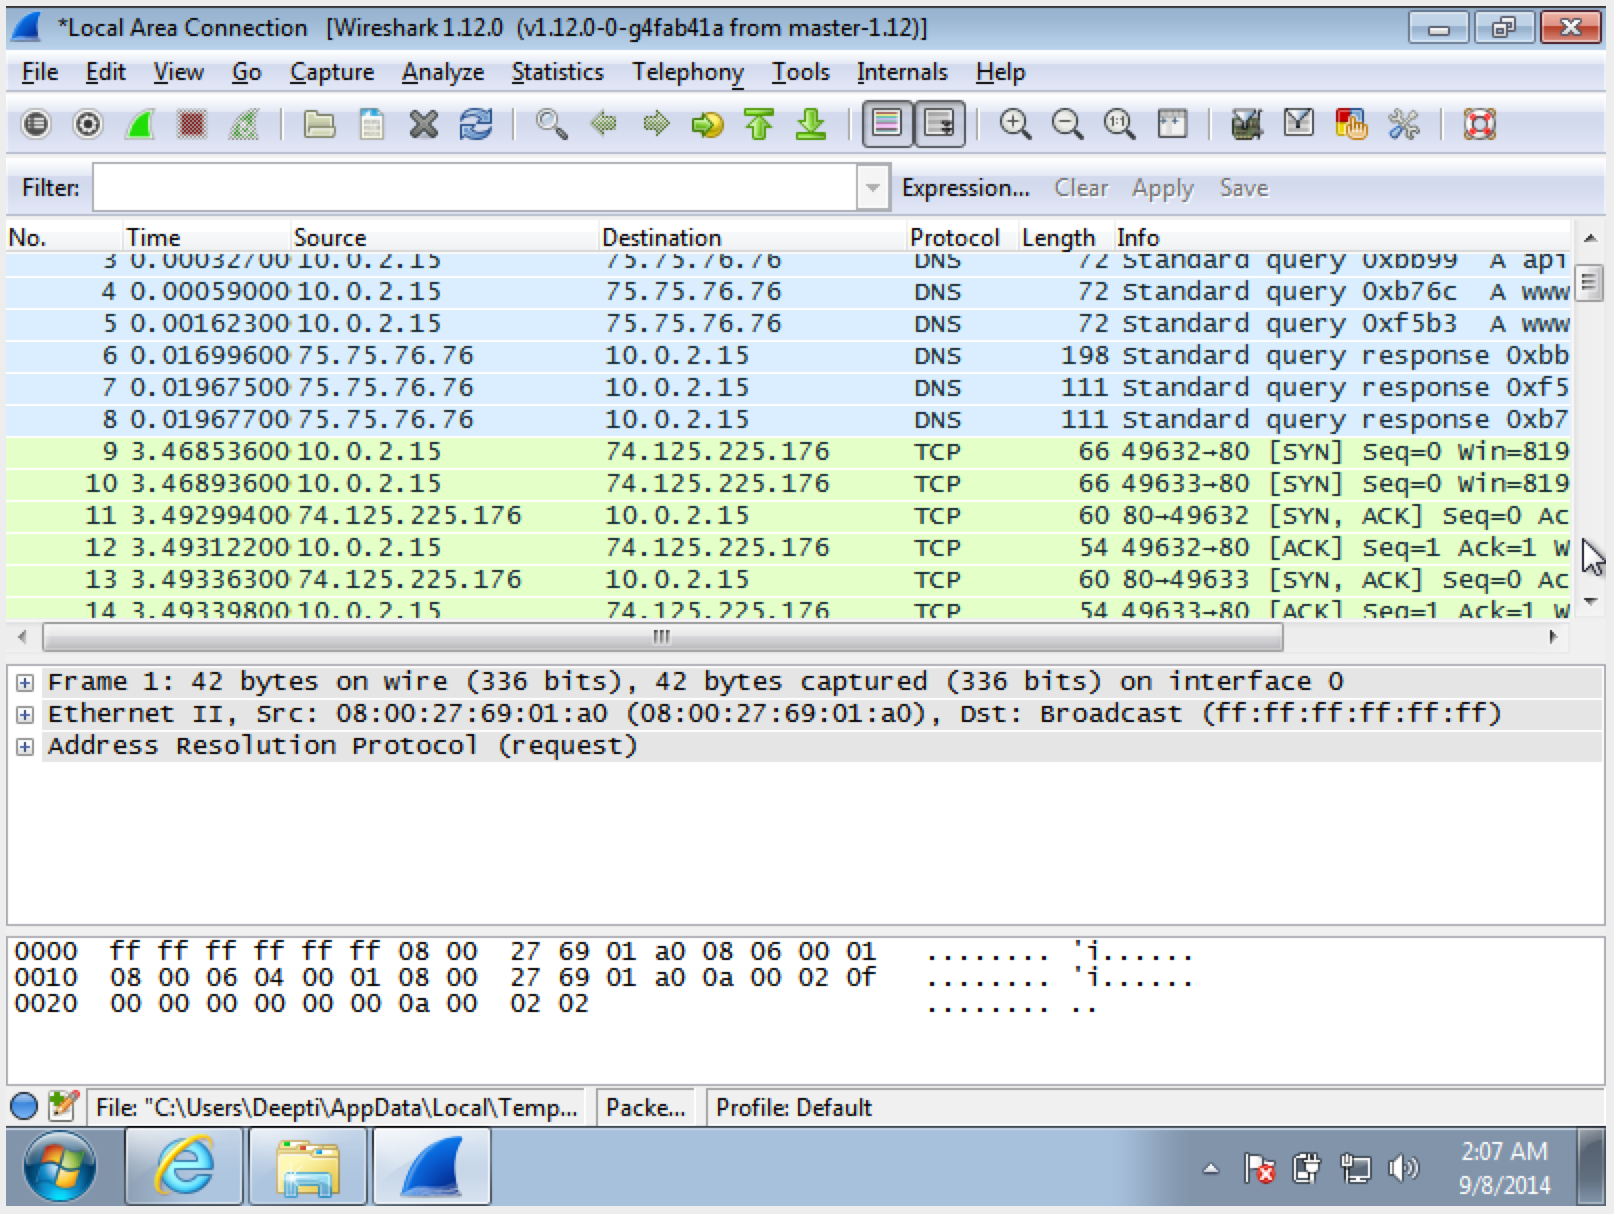 *Local Area Connection [Wireshark 1.12.0 (v1.12.0-0-g4fab41a from master-1.12)]
File Edit View Go Capture Analyze Statistics Telephony Tools Internals Help
Filter: Expression... Clear Apply Save
No. Time Source Destination Protocol Length Info
3 0.00032700 10.0.2.15 75.75.76.76 DNS 72 Standard query 0xbb99 A api
4 0.00059000 10.0.2.15 75.75.76.76 DNS 72 Standard query 0xb76c A www
5 0.00162300 10.0.2.15 75.75.76.76 DNS 72 Standard query 0xf5b3 A www
6 0.01699600 75.75.76.76 10.0.2.15 DNS 198 Standard query response 0xbb
7 0.01967500 75.75.76.76 10.0.2.15 DNS 111 Standard query response 0xf5
8 0.01967700 75.75.76.76 10.0.2.15 DNS 111 Standard query response 0xb7
9 3.46853600 10.0.2.15 74.125.225.176 TCP 66 49632→80 [SYN] Seq=0 Win=819
10 3.46893600 10.0.2.15 74.125.225.176 TCP 66 49633→80 [SYN] Seq=0 Win=819
11 3.49299400 74.125.225.176 10.0.2.15 TCP 60 80→49632 [SYN, ACK] Seq=0 Ac
12 3.49312200 10.0.2.15 74.125.225.176 TCP 54 49632→80 [ACK] Seq=1 Ack=1 W
13 3.49336300 74.125.225.176 10.0.2.15 TCP 60 80→49633 [SYN, ACK] Seq=0 Ac
14 3.49339800 10.0.2.15 74.125.225.176 TCP 54 49633→80 [ACK] Seq=1 Ack=1 W
Frame 1: 42 bytes on wire (336 bits), 42 bytes captured (336 bits) on interface 0
Ethernet II, Src: 08:00:27:69:01:a0 (08:00:27:69:01:a0), Dst: Broadcast (ff:ff:ff:ff:ff:ff)
Address Resolution Protocol (request)
0000 ff ff ff ff ff ff 08 00 27 69 01 a0 08 06 00 01 ........ 'i......
0010 08 00 06 04 00 01 08 00 27 69 01 a0 0a 00 02 0f ........ 'i......
0020 00 00 00 00 00 00 0a 00 02 02 ........ ..
File: "C:\Users\Deepti\AppData\Local\Temp... Packe... Profile: Default
2:07 AM
9/8/2014